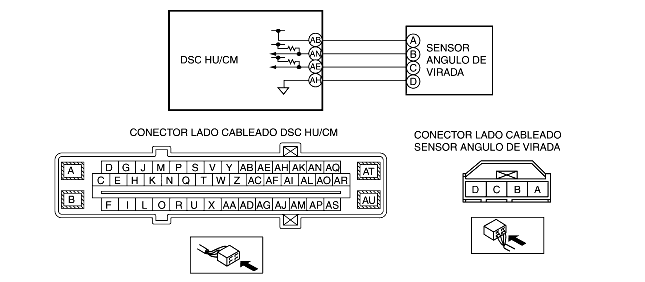 DSC HU/CM
AB
AN
AE
AH
A
B
C
D
SENSOR
ANGULO DE
VIRADA
CONECTOR LADO CABLEADO DSC HU/CM
A
B
D G J M P S V Y AB AE AH AK AN AQ
C E H K N Q T W Z AC AF AI AL AO AR
F I L O R U X AA AD AG AJ AM AP AS
AT
AU
CONECTOR LADO CABLEADO
SENSOR ANGULO DE VIRADA
D C B A